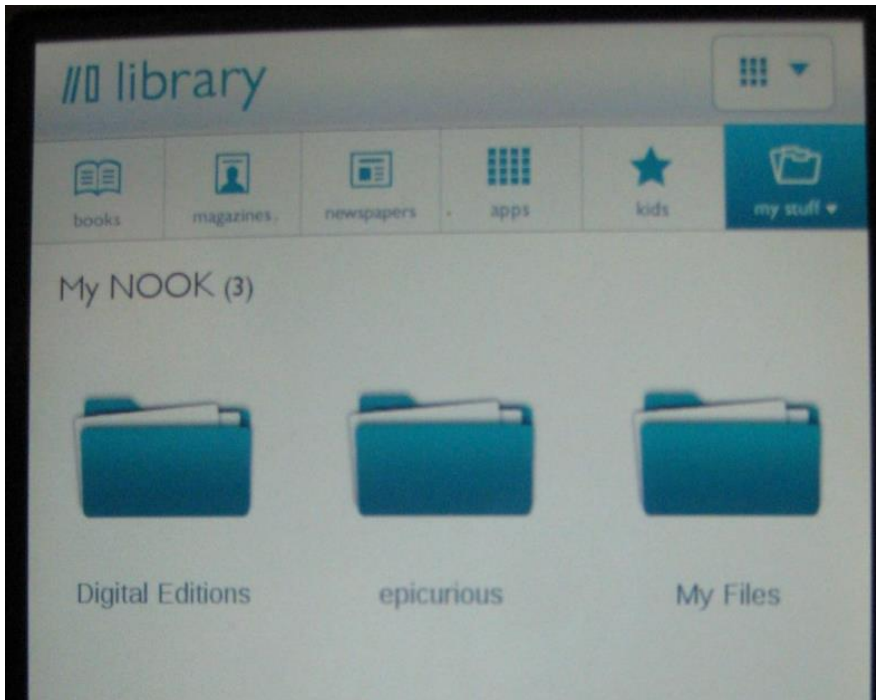 library
books magazines newspapers apps kids my stuff
My NOOK (3)
Digital Editions epicurious My Files